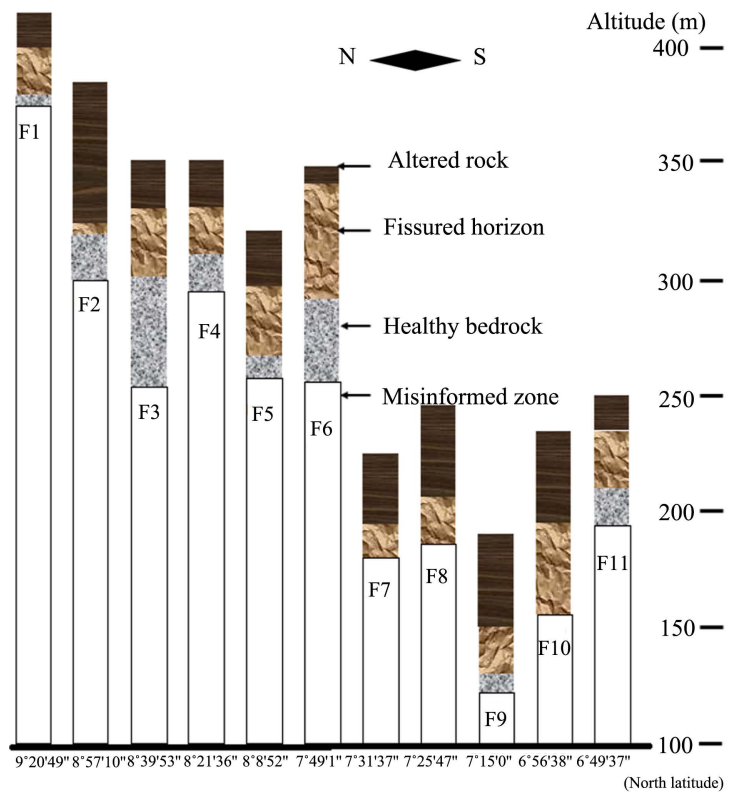 Altitude (m)
400
N S
F1
Altered rock
350
Fissured horizon
300
F2
Healthy bedrock
F4
Misinformed zone
250
F3
F5
F6
200
F11
F8
F7
150
F10
F9
100
9°20'49" 8°57'10" 8°39'53" 8°21'36" 8°8'52" 7°49'1" 7°31'37" 7°25'47" 7°15'0" 6°56'38" 6°49'37"
(North latitude)